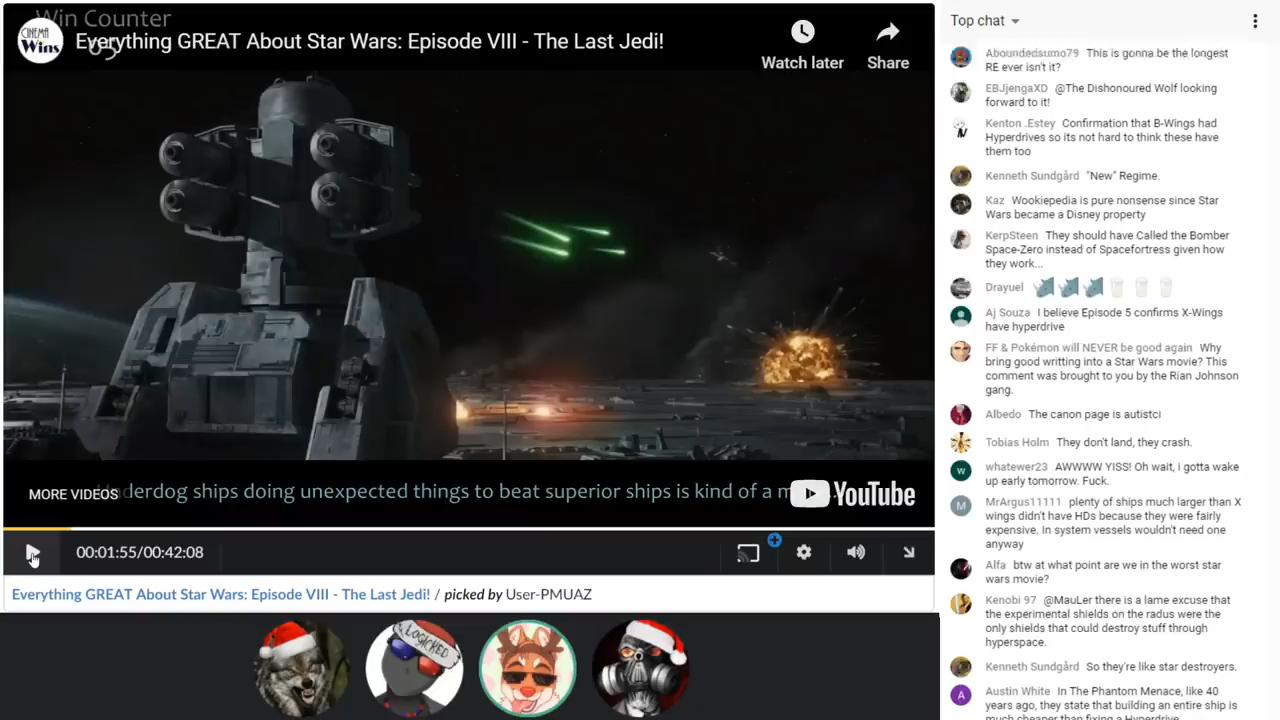 Win Counter
05
CINEMA
Wins
Everything GREAT About Star Wars: Episode VIII - The Last Jedi!
Watch later
Share
MORE VIDEOS
derdog ships doing unexpected things to beat superior ships is kind of a
YouTube
00:01:55/00:42:08
Everything GREAT About Star Wars: Episode VIII - The Last Jedi! / picked by User-PMUAZ
LOGICKED
Top chat
Aboundedsumo79 This is gonna be the longest
RE ever isn't it?
EBJjengaXD @The Dishonoured Wolf looking
forward to it!
Kenton .Estey Confirmation that B-Wings had
Hyperdrives so its not hard to think these have
them too
Kenneth Sundgård "New" Regime.
Kaz Wookiepedia is pure nonsense since Star
Wars became a Disney property
KerpSteen They should have Called the Bomber
Space-Zero instead of Spacefortress given how
they work...
Drayuel
Aj Souza I believe Episode 5 confirms X-Wings
have hyperdrive
FF & Pokémon will NEVER be good again Why
bring good writting into a Star Wars movie? This
comment was brought to you by the Rian Johnson
gang.
Albedo The canon page is autistci
Tobias Holm They don't land, they crash.
w
whatewer23 AWWWW YISS! Oh wait, i gotta wake
up early tomorrow. Fuck.
M
MrArgus11111 plenty of ships much larger than X
wings didn't have HDs because they were fairly
expensive. In system vessels wouldn't need one
anyway
Alfa btw at what point are we in the worst star
wars movie?
Kenobi 97 @MauLer there is a lame excuse that
the experimental shields on the radus were the
only shields that could destroy stuff through
hyperspace.
Kenneth Sundgård So they're like star destroyers.
A
Austin White In The Phantom Menace, like 40
years ago, they state that building an entire ship is
much cheaper than fixing a Hyperdrive